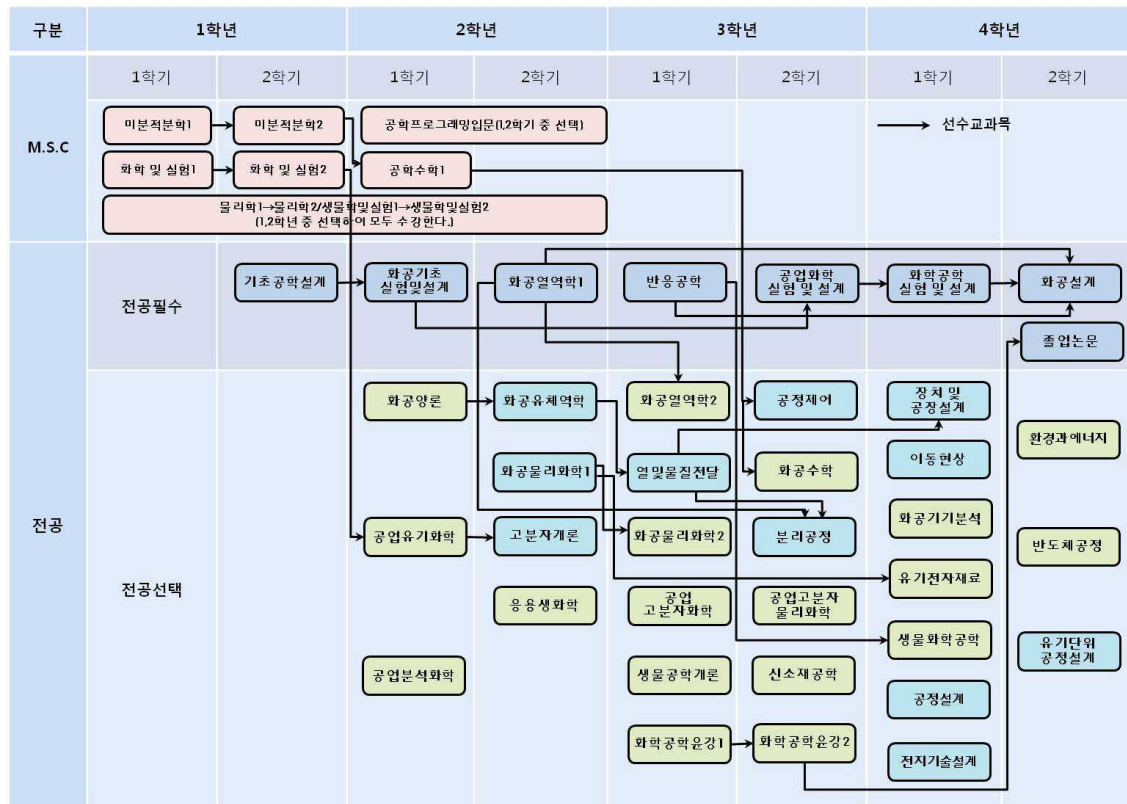 구분
1학년
2학년
3학년
4학년
1학기
2학기
1학기
2학기
1학기
2학기
1학기
2학기
M.S.C
미분적분학1
미분적분학2
공학프로그래밍입문(1,2학기 중 선택)
선수교과목
화학 및 실험1
화학 및 실험2
공학수학1
물리학1→물리학2/생물학및실험1→생물학및실험2
(1,2학년 중 선택하여 모두 수강한다.)
전공
전공필수
기초공학설계
화공기초
실험및설계
화공열역학1
반응공학
공업화학
실험 및 설계
화학공학
실험 및 설계
화공설계
졸업논문
전공선택
화공양론
화공유체역학
화공열역학2
공정제어
장치 및
공장설계
환경과에너지
화공물리화학1
열및물질전달
화공수학
이동현상
공업유기화학
고분자개론
화공물리화학2
분리공정
화공기기분석
반도체공정
응용생화학
공업
고분자화학
공업고분자
물리화학
유기전자재료
생물화학공학
유기단위
공정설계
공업분석화학
생물공학개론
신소재공학
공정설계
화학공학윤강1
화학공학윤강2
전지기술설계